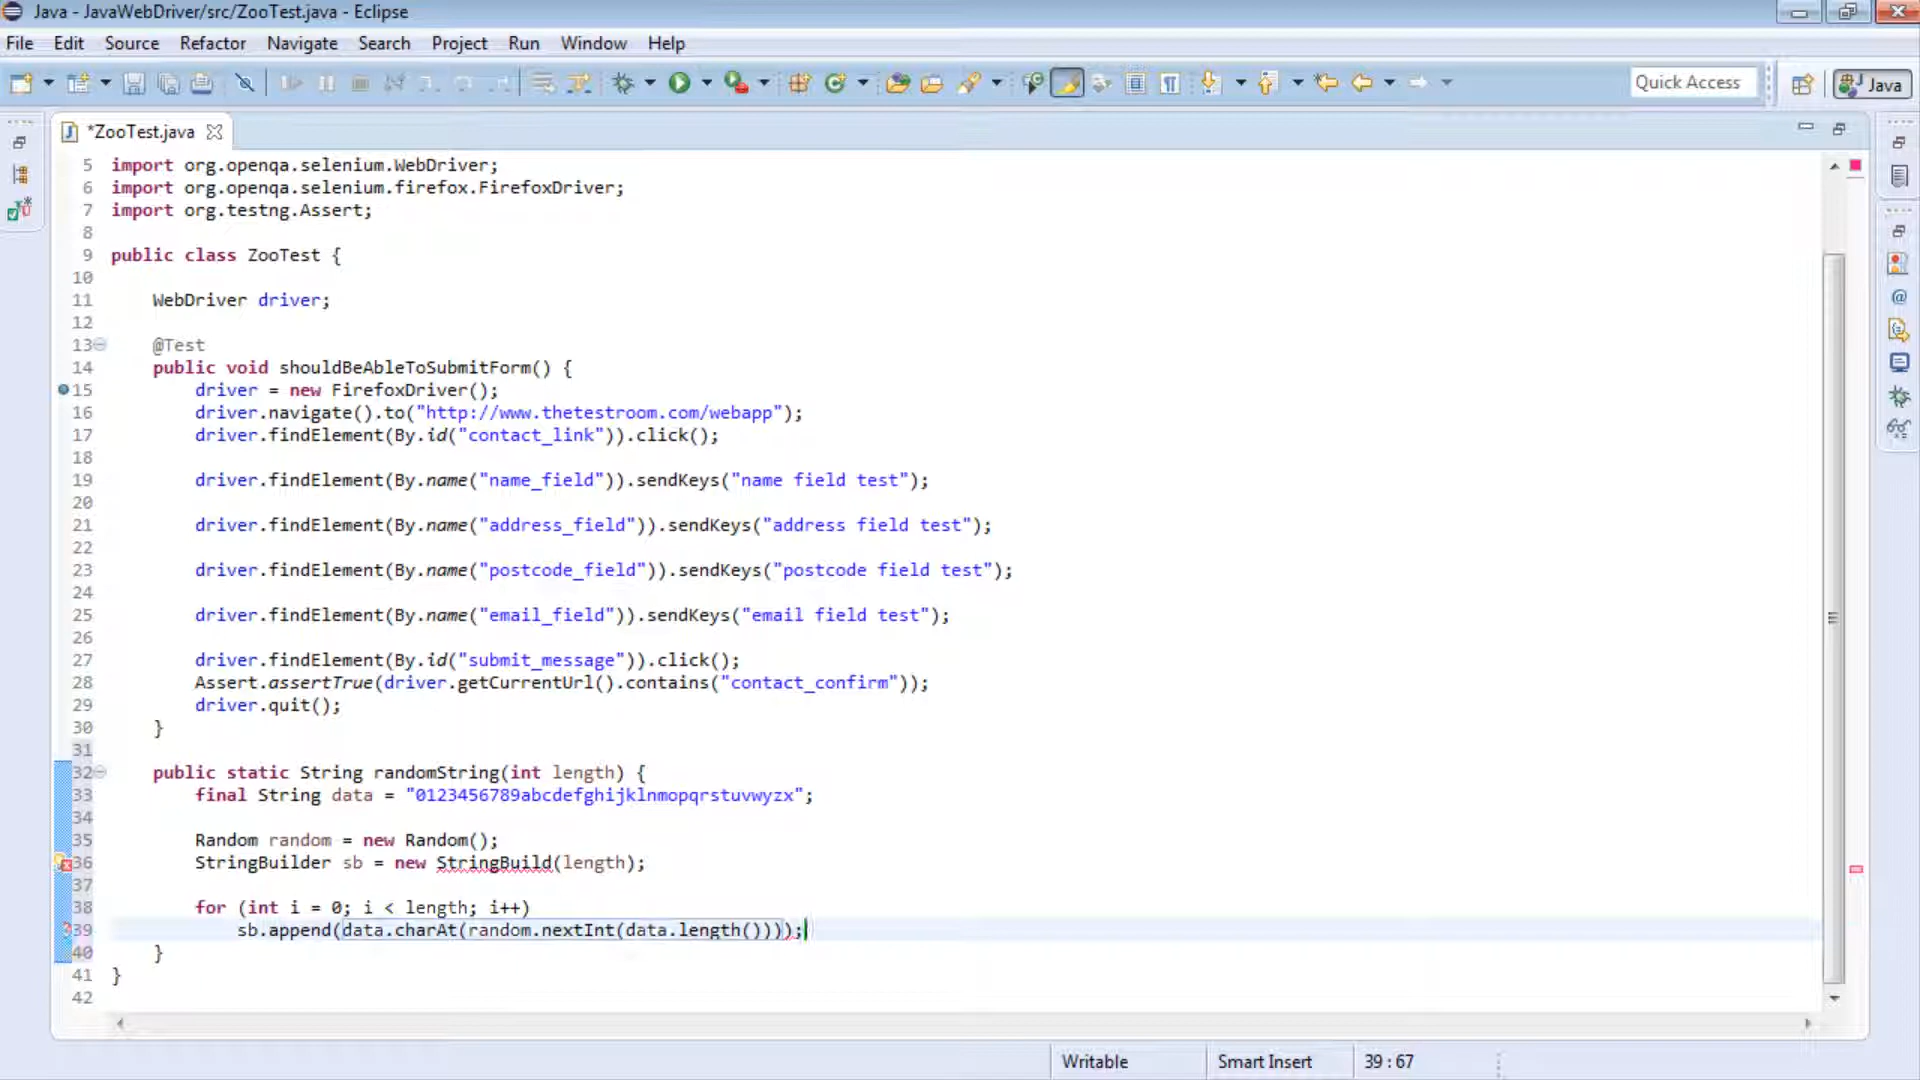 Java - JavaWebDriver/src/ZooTest.java - Eclipse
File Edit Source Refactor Navigate Search Project Run Window Help
Quick Access
Java
*ZooTest.java
5 import org.openqa.selenium.WebDriver;
6 import org.openqa.selenium.firefox.FirefoxDriver;
7 import org.testng.Assert;
8
9 public class ZooTest {
10
11 WebDriver driver;
12
13 @Test
14 public void shouldBeAbleToSubmitForm() {
15 driver = new FirefoxDriver();
16 driver.navigate().to("http://www.thetestroom.com/webapp");
17 driver.findElement(By.id("contact_link")).click();
18
19 driver.findElement(By.name("name_field")).sendKeys("name field test");
20
21 driver.findElement(By.name("address_field")).sendKeys("address field test");
22
23 driver.findElement(By.name("postcode_field")).sendKeys("postcode field test");
24
25 driver.findElement(By.name("email_field")).sendKeys("email field test");
26
27 driver.findElement(By.id("submit_message")).click();
28 Assert.assertTrue(driver.getCurrentUrl().contains("contact_confirm"));
29 driver.quit();
30 }
31
32 public static String randomString(int length) {
33 final String data = "0123456789abcdefghijklnmopqrstuvwyzx";
34
35 Random random = new Random();
36 StringBuilder sb = new StringBuild(length);
37
38 for (int i = 0; i < length; i++)
39 sb.append(data.charAt(random.nextInt(data.length())));
40 }
41 }
42
Writable Smart Insert 39 : 67